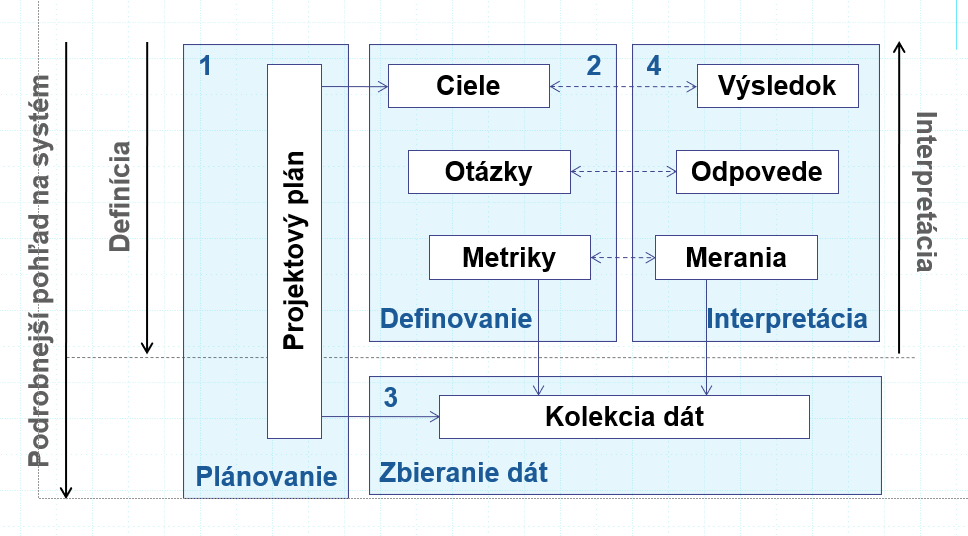 1
2
4
Ciele
Výsledok
Otázky
Odpovede
Metriky
Merania
Definovanie
Interpretácia
Projektový plán
3
Kolekcia dát
Plánovanie
Zbieranie dát
Podrobnejší pohľad na systém
Definícia
Interpretácia